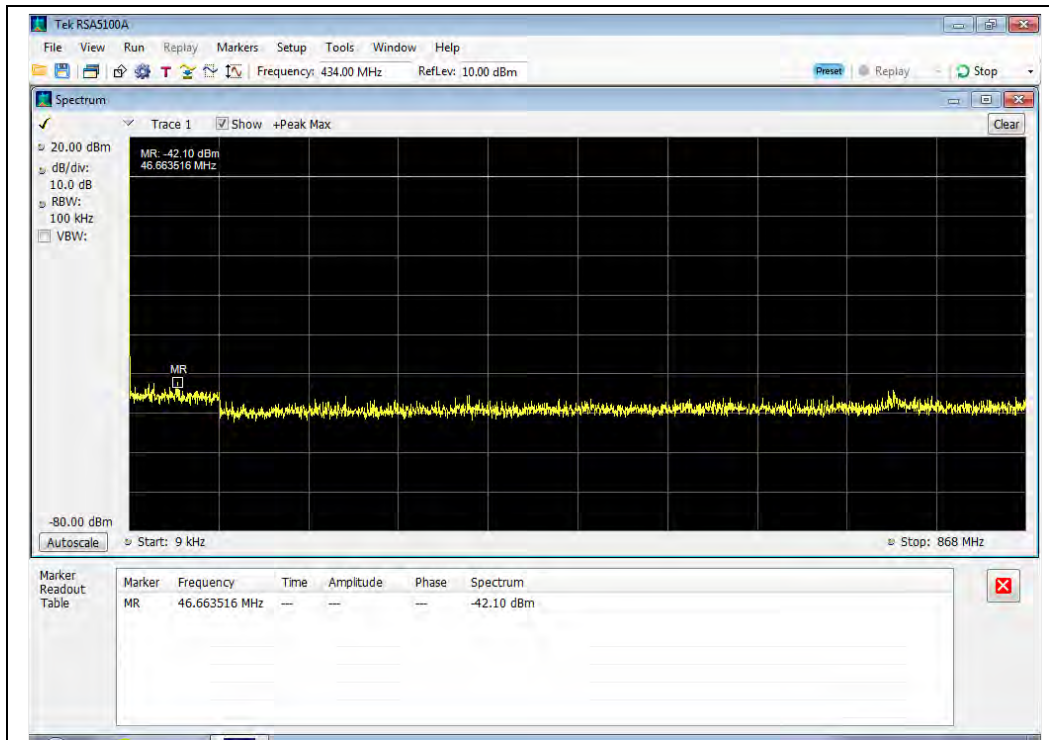 Tek RSA5100A
File View Run Replay Markers Setup Tools Window Help
T Frequency: 434.00 MHz RefLev: 10.00 dBm Preset Replay Stop
Spectrum
Trace 1 Show +Peak Max Clear
20.00 dBm
dB/div:
10.0 dB
RBW:
100 kHz
VBW:
MR: -42.10 dBm
46.663516 MHz
MR
-80.00 dBm
Autoscale Start: 9 kHz Stop: 868 MHz
Marker Readout Table
Marker Frequency Time Amplitude Phase Spectrum
MR 46.663516 MHz --- --- --- -42.10 dBm